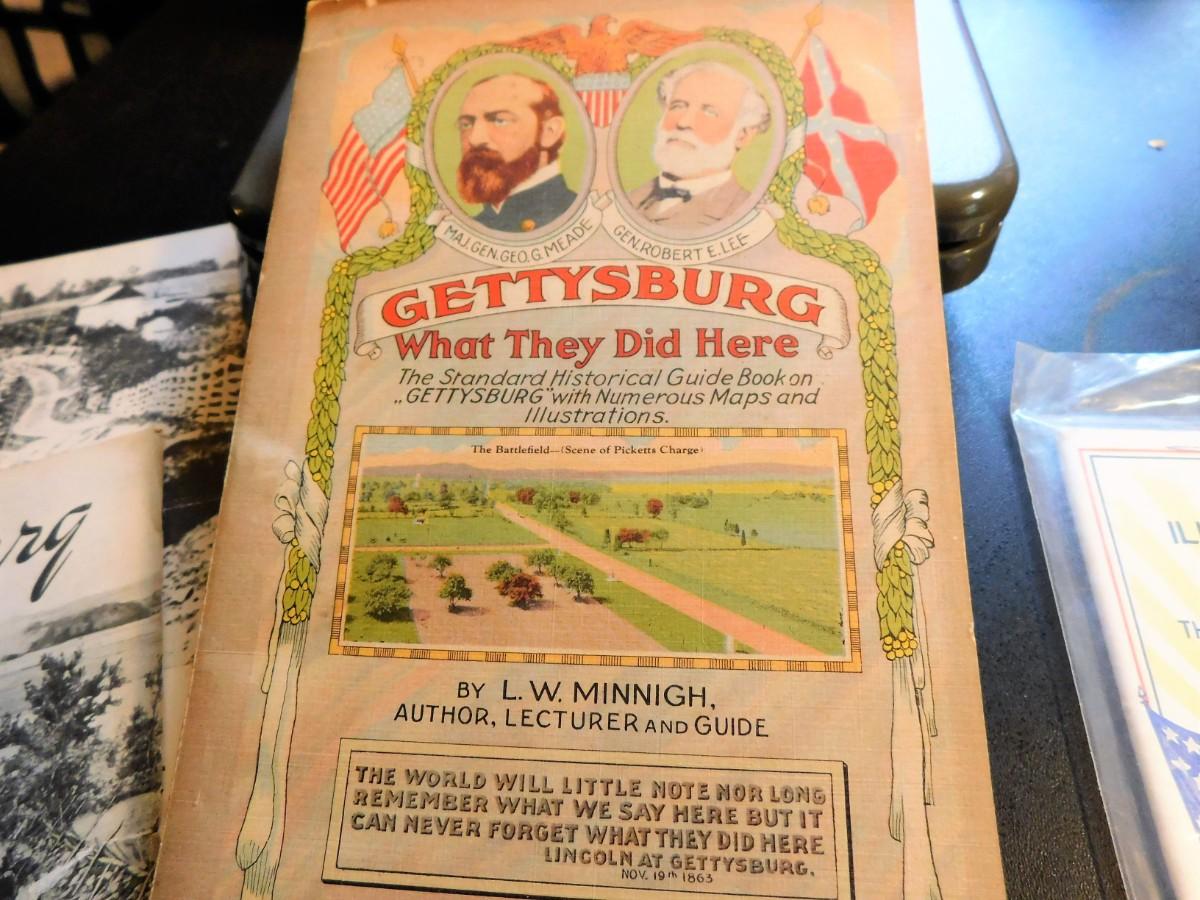 MAJ. GEN. GEO. G. MEADE
GEN. ROBERT E. LEE
GETTYSBURG
What They Did Here
The Standard Historical Guide Book on
„GETTYSBURG" with Numerous Maps and
Illustrations.
The Battlefield—(Scene of Picketts Charge)
BY L. W. MINNIGH,
AUTHOR, LECTURER AND GUIDE
THE WORLD WILL LITTLE NOTE NOR LONG
REMEMBER WHAT WE SAY HERE BUT IT
CAN NEVER FORGET WHAT THEY DID HERE
LINCOLN AT GETTYSBURG.
NOV. 19th 1863
rg
IL
TH